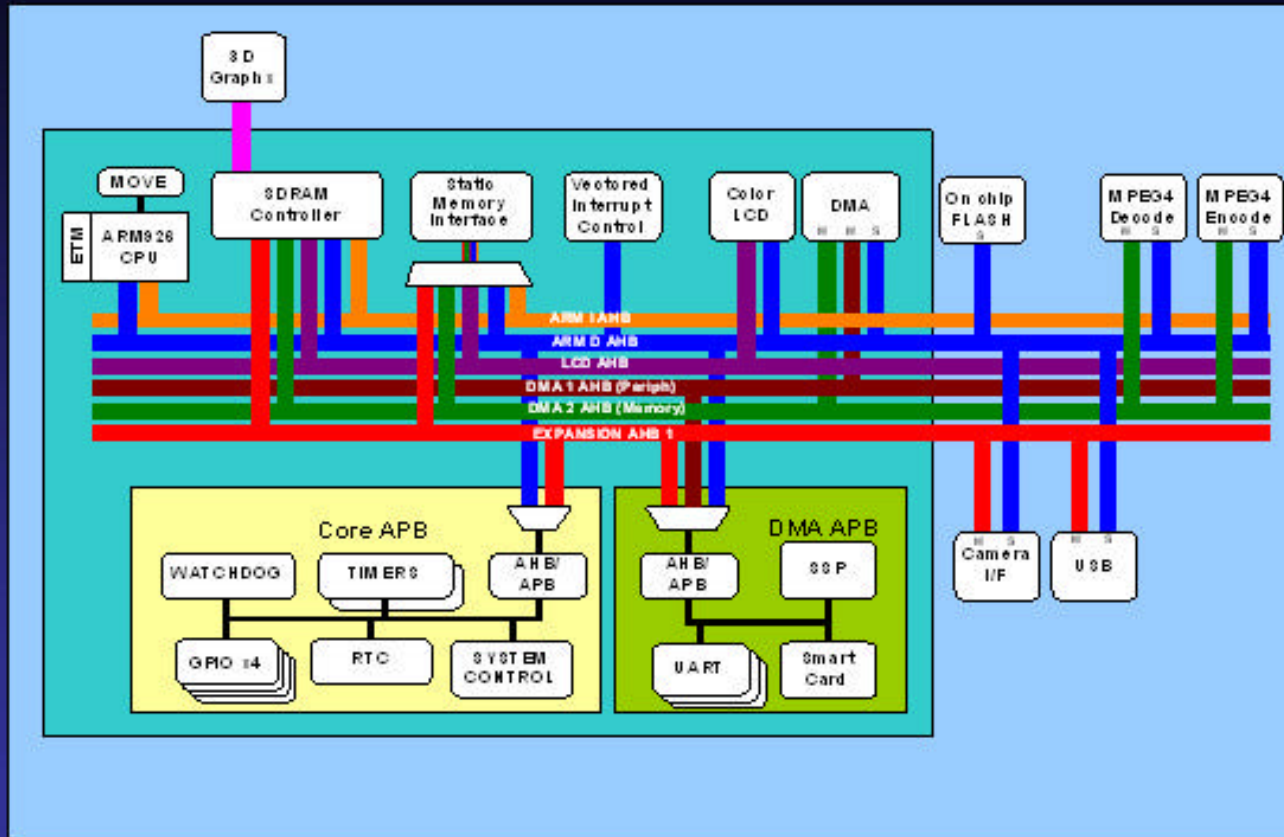 3D
Graphx
MOVE
SDRAM
Controller
Static
Memory
Interface
Vectored
Interrupt
Control
Color
LCD
DMA
M M S
On chip
FLASH
S
MPEG4
Decode
M S
MPEG4
Encode
M S
ETM
ARM926
CPU
ARM I AHB
ARM D AHB
LCD AHB
DMA 1 AHB (Periph)
DMA 2 AHB (Memory)
EXPANSION AHB 1
Core APB
WATCHDOG
TIMERS
AHB/
APB
GPIO x4
RTC
SYSTEM
CONTROL
DMA APB
AHB/
APB
SSP
UART
Smart
Card
M S
Camera
I/F
M S
USB